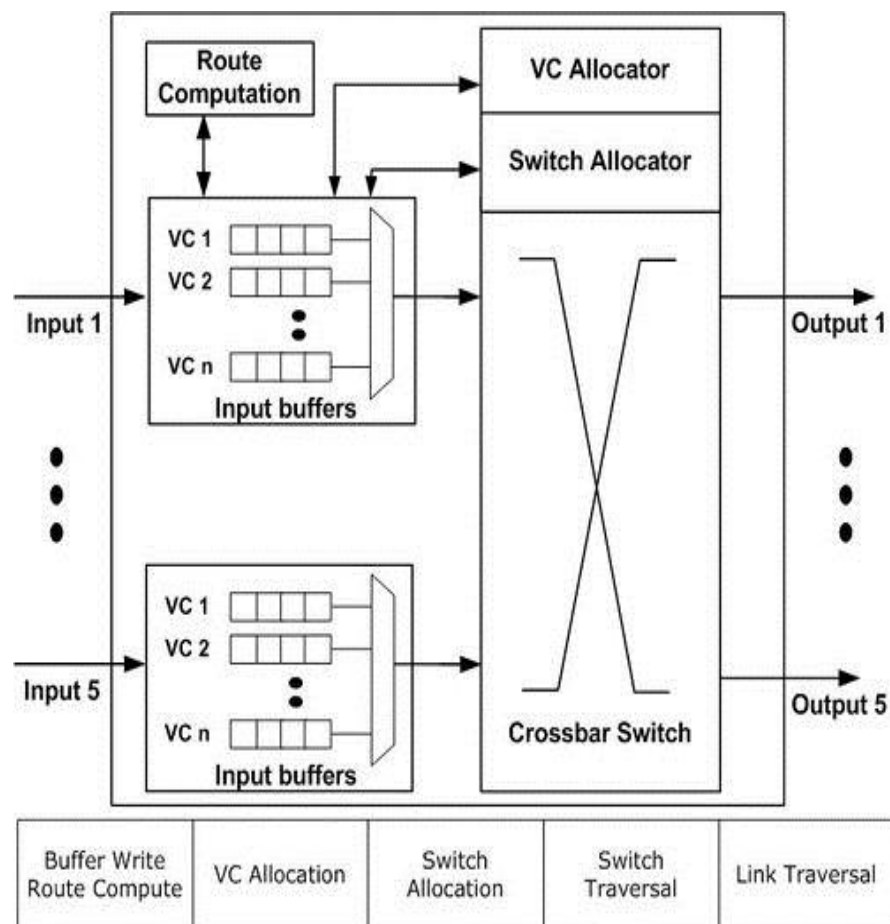 Route
Computation
VC Allocator
Switch Allocator
VC 1
VC 2
VC n
Input buffers
Input 1
Output 1
VC 1
VC 2
VC n
Input buffers
Input 5
Output 5
Crossbar Switch
Buffer Write
Route Compute
VC Allocation
Switch
Allocation
Switch
Traversal
Link Traversal